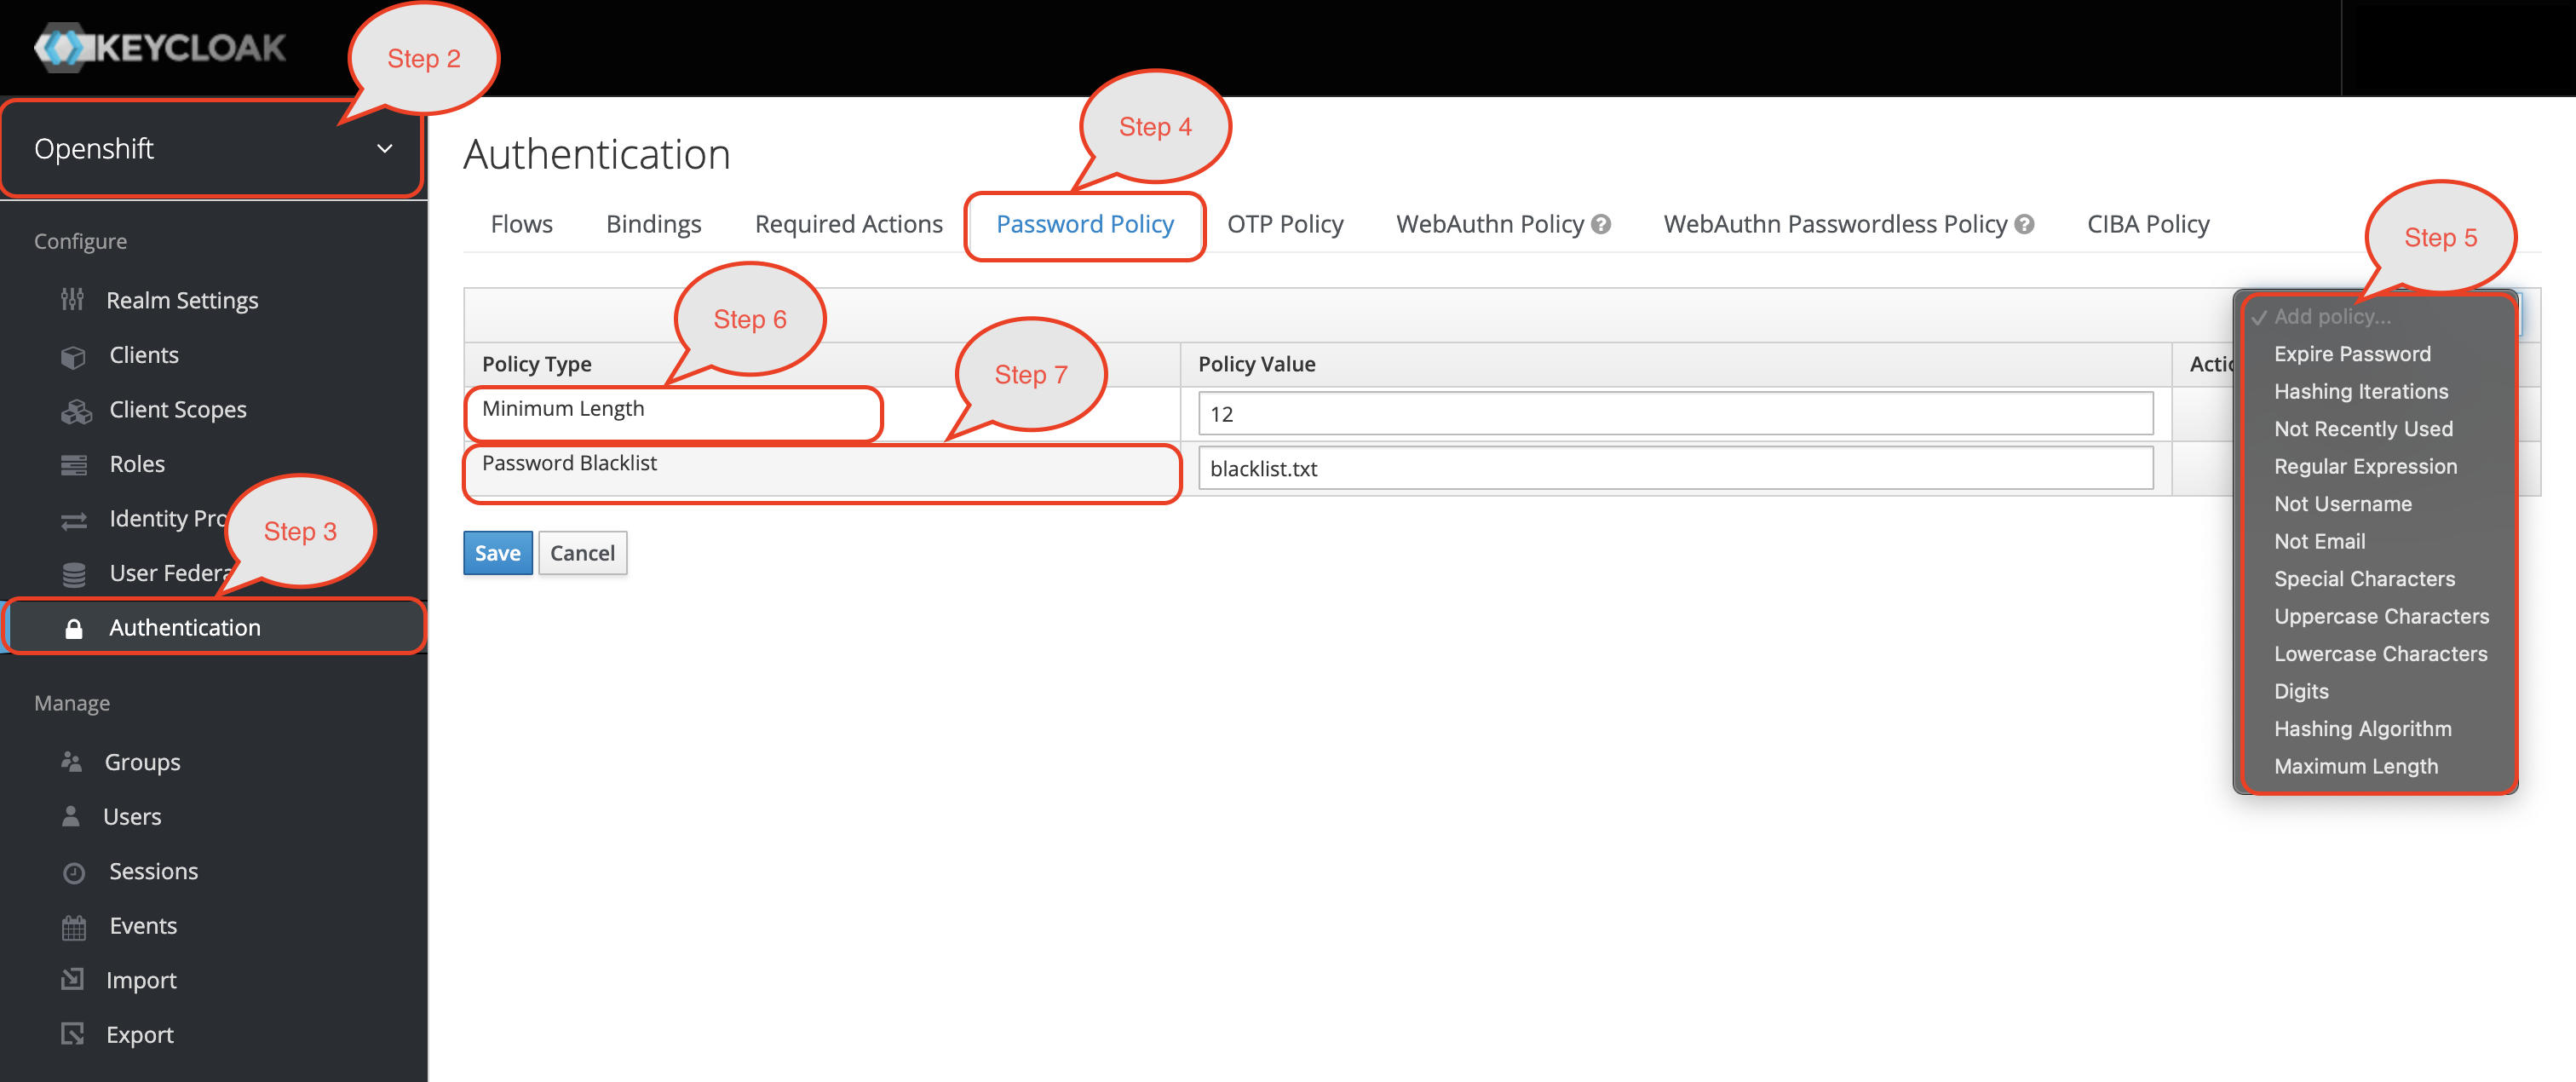 KEYCLOAK
Step 2
Openshift
Configure
Realm Settings
Clients
Client Scopes
Roles
Identity Pro
Step 3
User Federa
Authentication
Manage
Groups
Users
Sessions
Events
Import
Export
Authentication
Step 4
Flows Bindings Required Actions Password Policy OTP Policy WebAuthn Policy ? WebAuthn Passwordless Policy ? CIBA Policy
Step 5
Step 6
Step 7
Policy Type Policy Value Actio
Minimum Length 12
Password Blacklist blacklist.txt
Save Cancel
Add policy...
Expire Password
Hashing Iterations
Not Recently Used
Regular Expression
Not Username
Not Email
Special Characters
Uppercase Characters
Lowercase Characters
Digits
Hashing Algorithm
Maximum Length